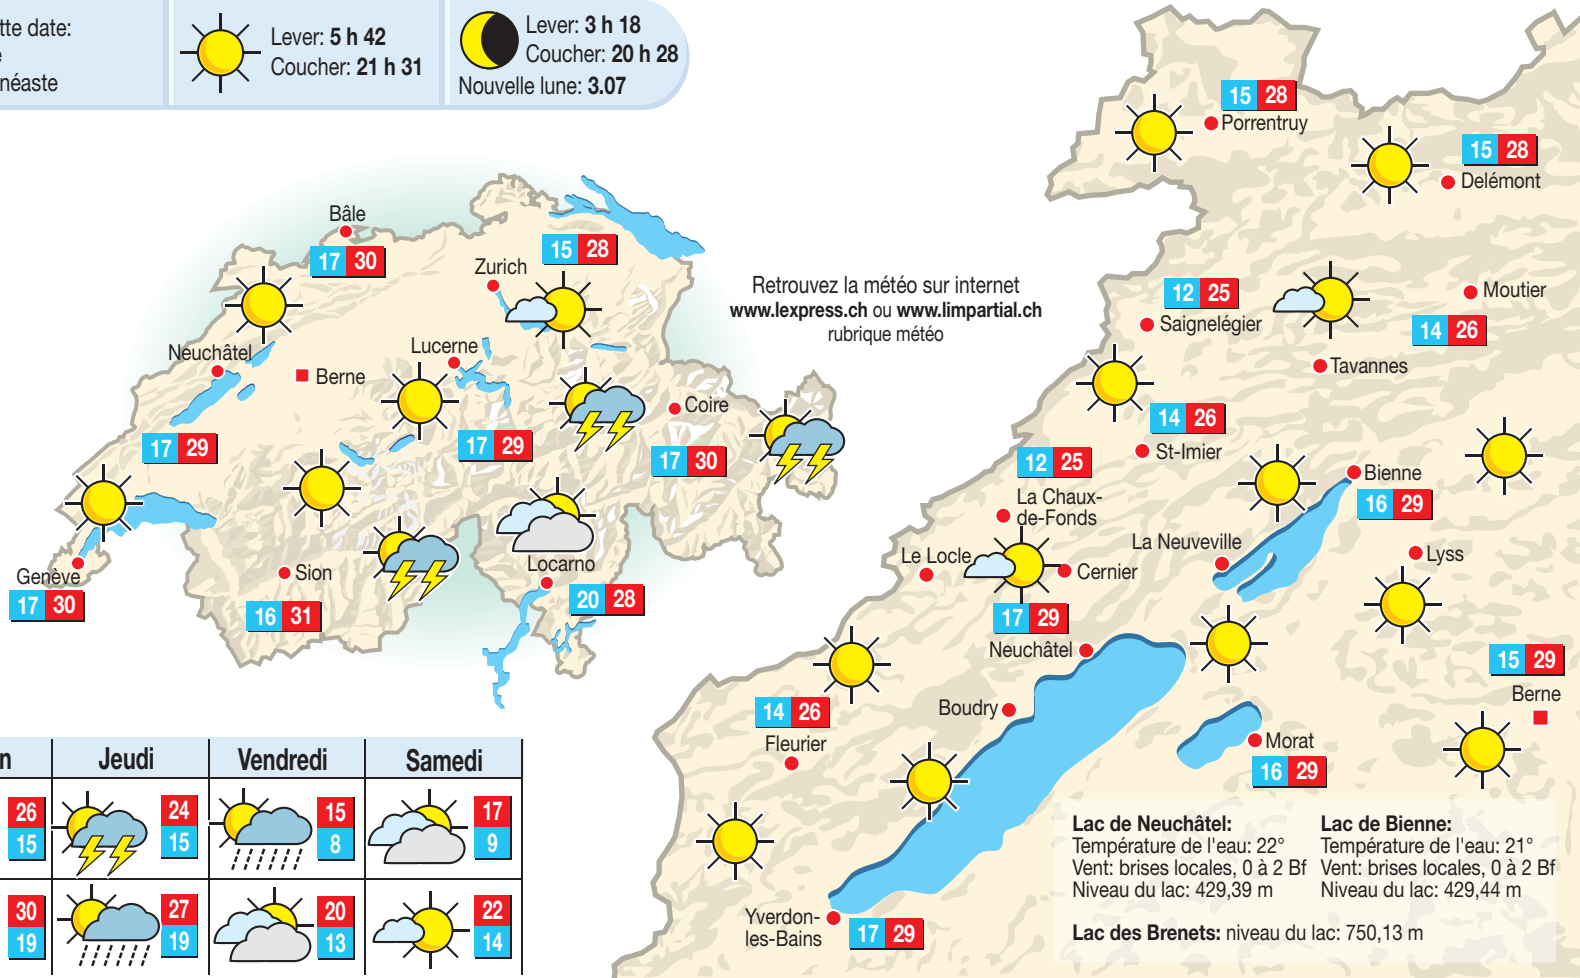 tte date:
e
néaste
Lever: 5 h 42
Coucher: 21 h 31
Lever: 3 h 18
Coucher: 20 h 28
Nouvelle lune: 3.07
Bâle
17 30
15 28
Zurich
Neuchâtel
Lucerne
Berne
Coire
17 29
17 29
17 30
Genève
17 30
Sion
16 31
Locarno
20 28
Retrouvez la météo sur internet
www.lexpress.ch ou www.limpartial.ch
rubrique météo
15 28
Porrentruy
15 28
Delémont
12 25
Saignelégier
Moutier
14 26
Tavannes
14 26
St-Imier
12 25
La Chaux-
de-Fonds
Bienne
16 29
Le Locle
Cernier
La Neuveville
Lyss
17 29
Neuchâtel
15 29
Berne
14 26
Fleurier
Boudry
Morat
16 29
Yverdon-
les-Bains
17 29
n
Jeudi
Vendredi
Samedi
26
15
24
15
15
8
17
9
30
19
27
19
20
13
22
14
Lac de Neuchâtel:
Température de l'eau: 22°
Vent: brises locales, 0 à 2 Bf
Niveau du lac: 429,39 m
Lac de Bienne:
Température de l'eau: 21°
Vent: brises locales, 0 à 2 Bf
Niveau du lac: 429,44 m
Lac des Brenets: niveau du lac: 750,13 m